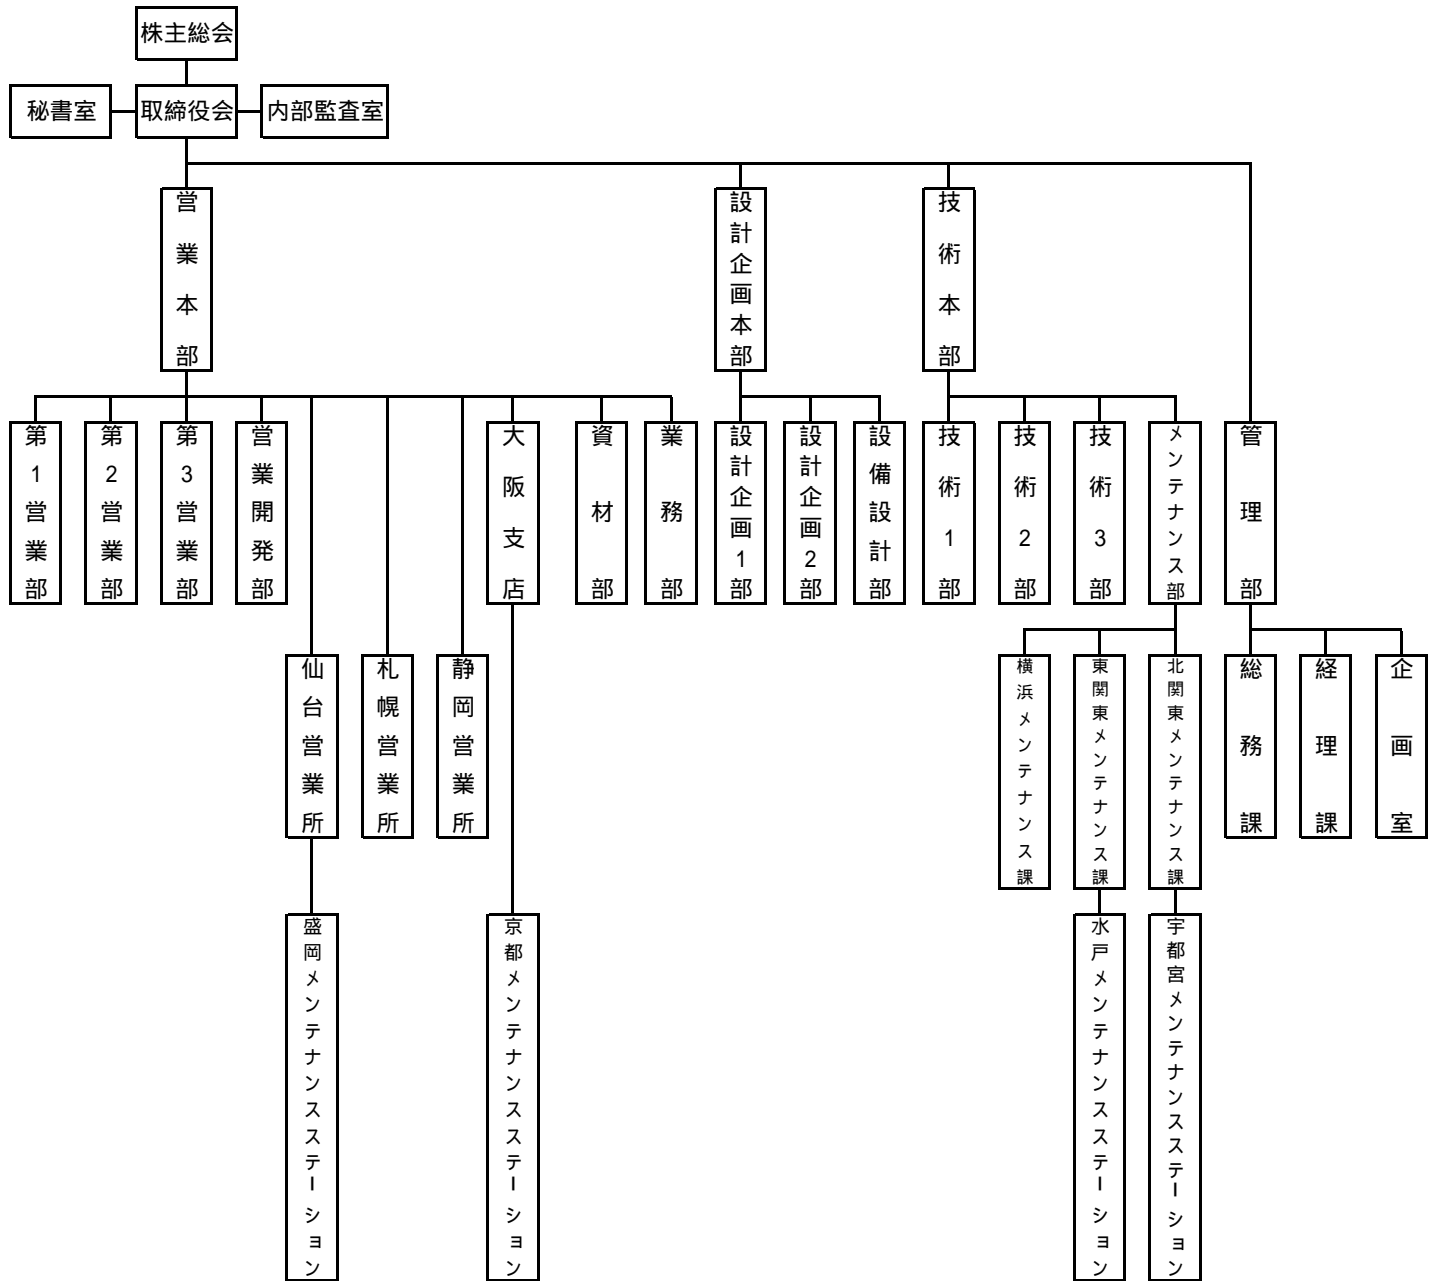 株主総会
秘書室
取締役会
内部監査室
営業本部
設計企画本部
技術本部
第1営業部
第2営業部
第3営業部
営業開発部
大阪支店
資材部
業務部
設計企画1部
設計企画2部
設備設計部
技術1部
技術2部
技術3部
メンテナンス部
管理部
仙台営業所
札幌営業所
静岡営業所
横浜メンテナンス課
東関東メンテナンス課
北関東メンテナンス課
総務課
経理課
企画室
盛岡メンテナンスステーション
京都メンテナンスステーション
水戸メンテナンスステーション
宇都宮メンテナンスステーション